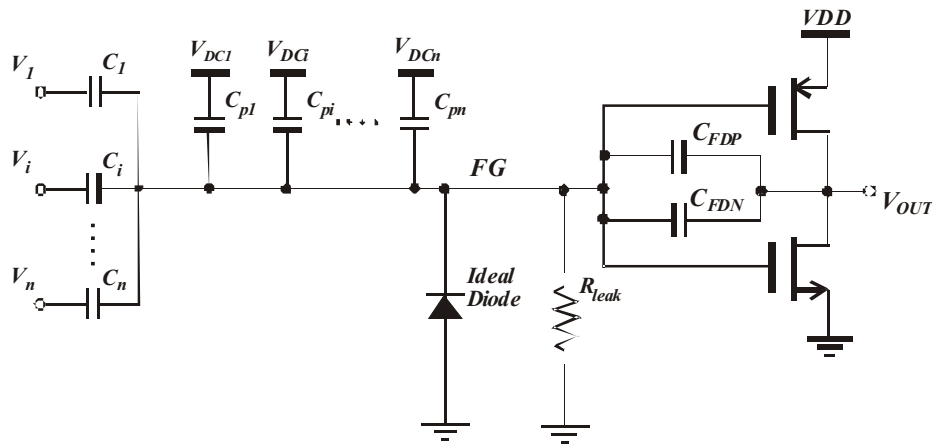 V1
C1
VDC1
VDCi
VDCn
VDD
Cp1
Cpi
Cpn
Vi
Ci
FG
CFDP
CFDN
VOUT
Vn
Cn
Ideal
Diode
Rleak